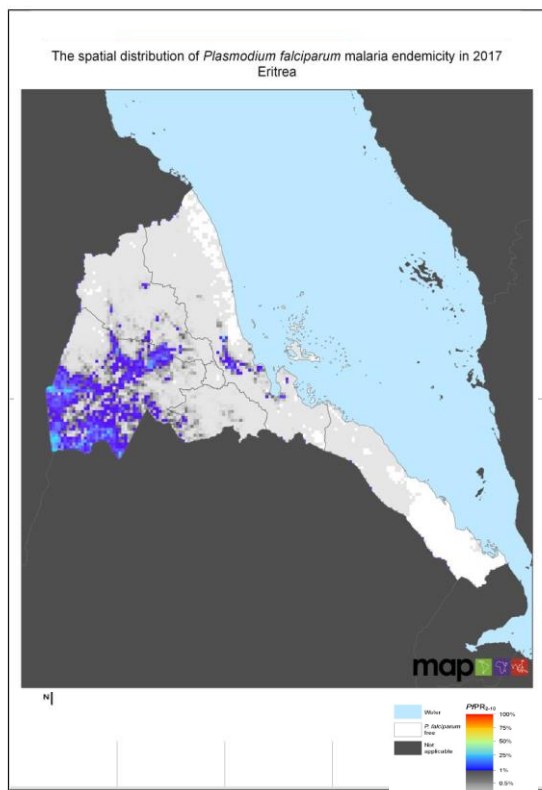 The spatial distribution of Plasmodium falciparum malaria endemicity in 2017
Eritrea
map
N
Water
P. falciparum
free
Not
applicable
PfPR2-10
100%
75%
50%
25%
1%
0.5%